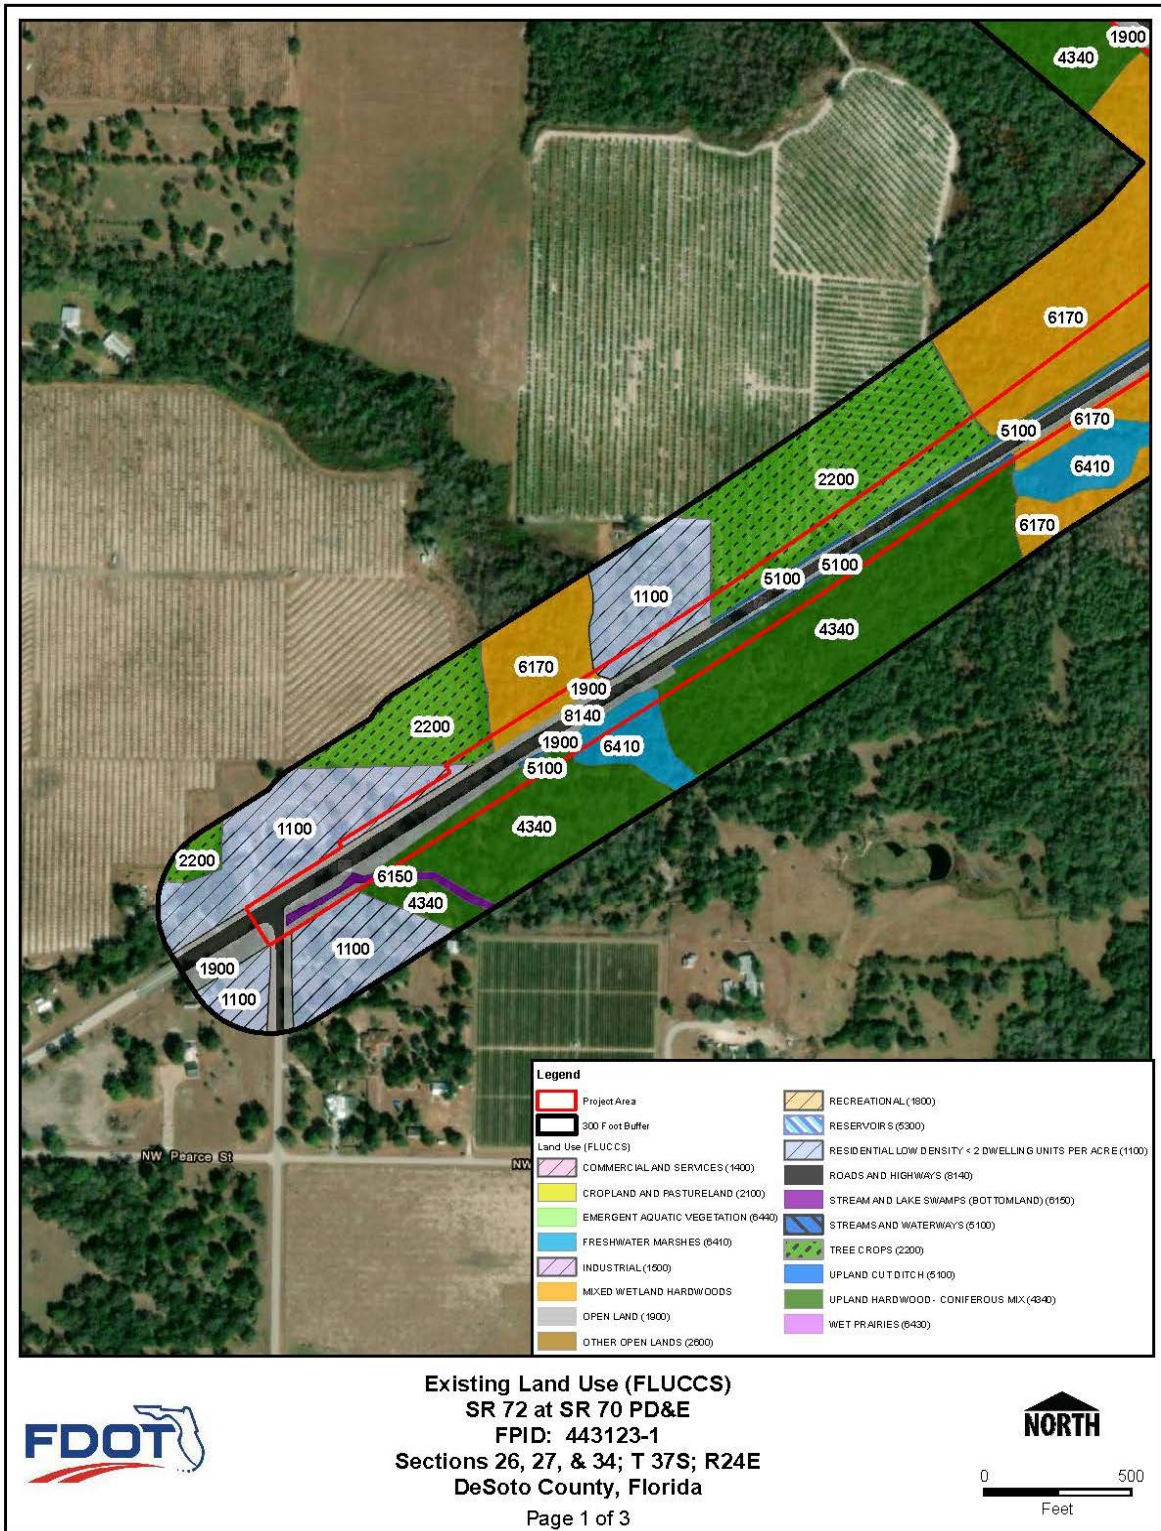 1900
4340
6170
5100
6170
6410
2200
6170
5100
5100
1100
4340
6170
1900
8140
2200
1900
6410
5100
1100
4340
2200
6150
4340
1100
1900
1100
NW Pearce St
NW
Legend
Project Area
300 Foot Buffer
Land Use (FLUCCS)
COMMERCIAL AND SERVICES (1400)
CROPLAND AND PASTURELAND (2100)
EMERGENT AQUATIC VEGETATION (6440)
FRESHWATER MARSHES (6410)
INDUSTRIAL (1500)
MIXED WETLAND HARDWOODS
OPEN LAND (1900)
OTHER OPEN LANDS (2600)
RECREATIONAL (1800)
RESERVOIRS (5300)
RESIDENTIAL LOW DENSITY < 2 DWELLING UNITS PER ACRE (1100)
ROADS AND HIGHWAYS (8140)
STREAM AND LAKE SWAMPS (BOTTOMLAND) (6150)
STREAMS AND WATERWAYS (5100)
TREE CROPS (2200)
UPLAND CUT DITCH (5100)
UPLAND HARDWOOD - CONIFEROUS MIX (4340)
WET PRAIRIES (6430)
FDOT
Existing Land Use (FLUCCS)
SR 72 at SR 70 PD&E
FPID: 443123-1
Sections 26, 27, & 34; T 37S; R24E
DeSoto County, Florida
Page 1 of 3
NORTH
0 500
Feet